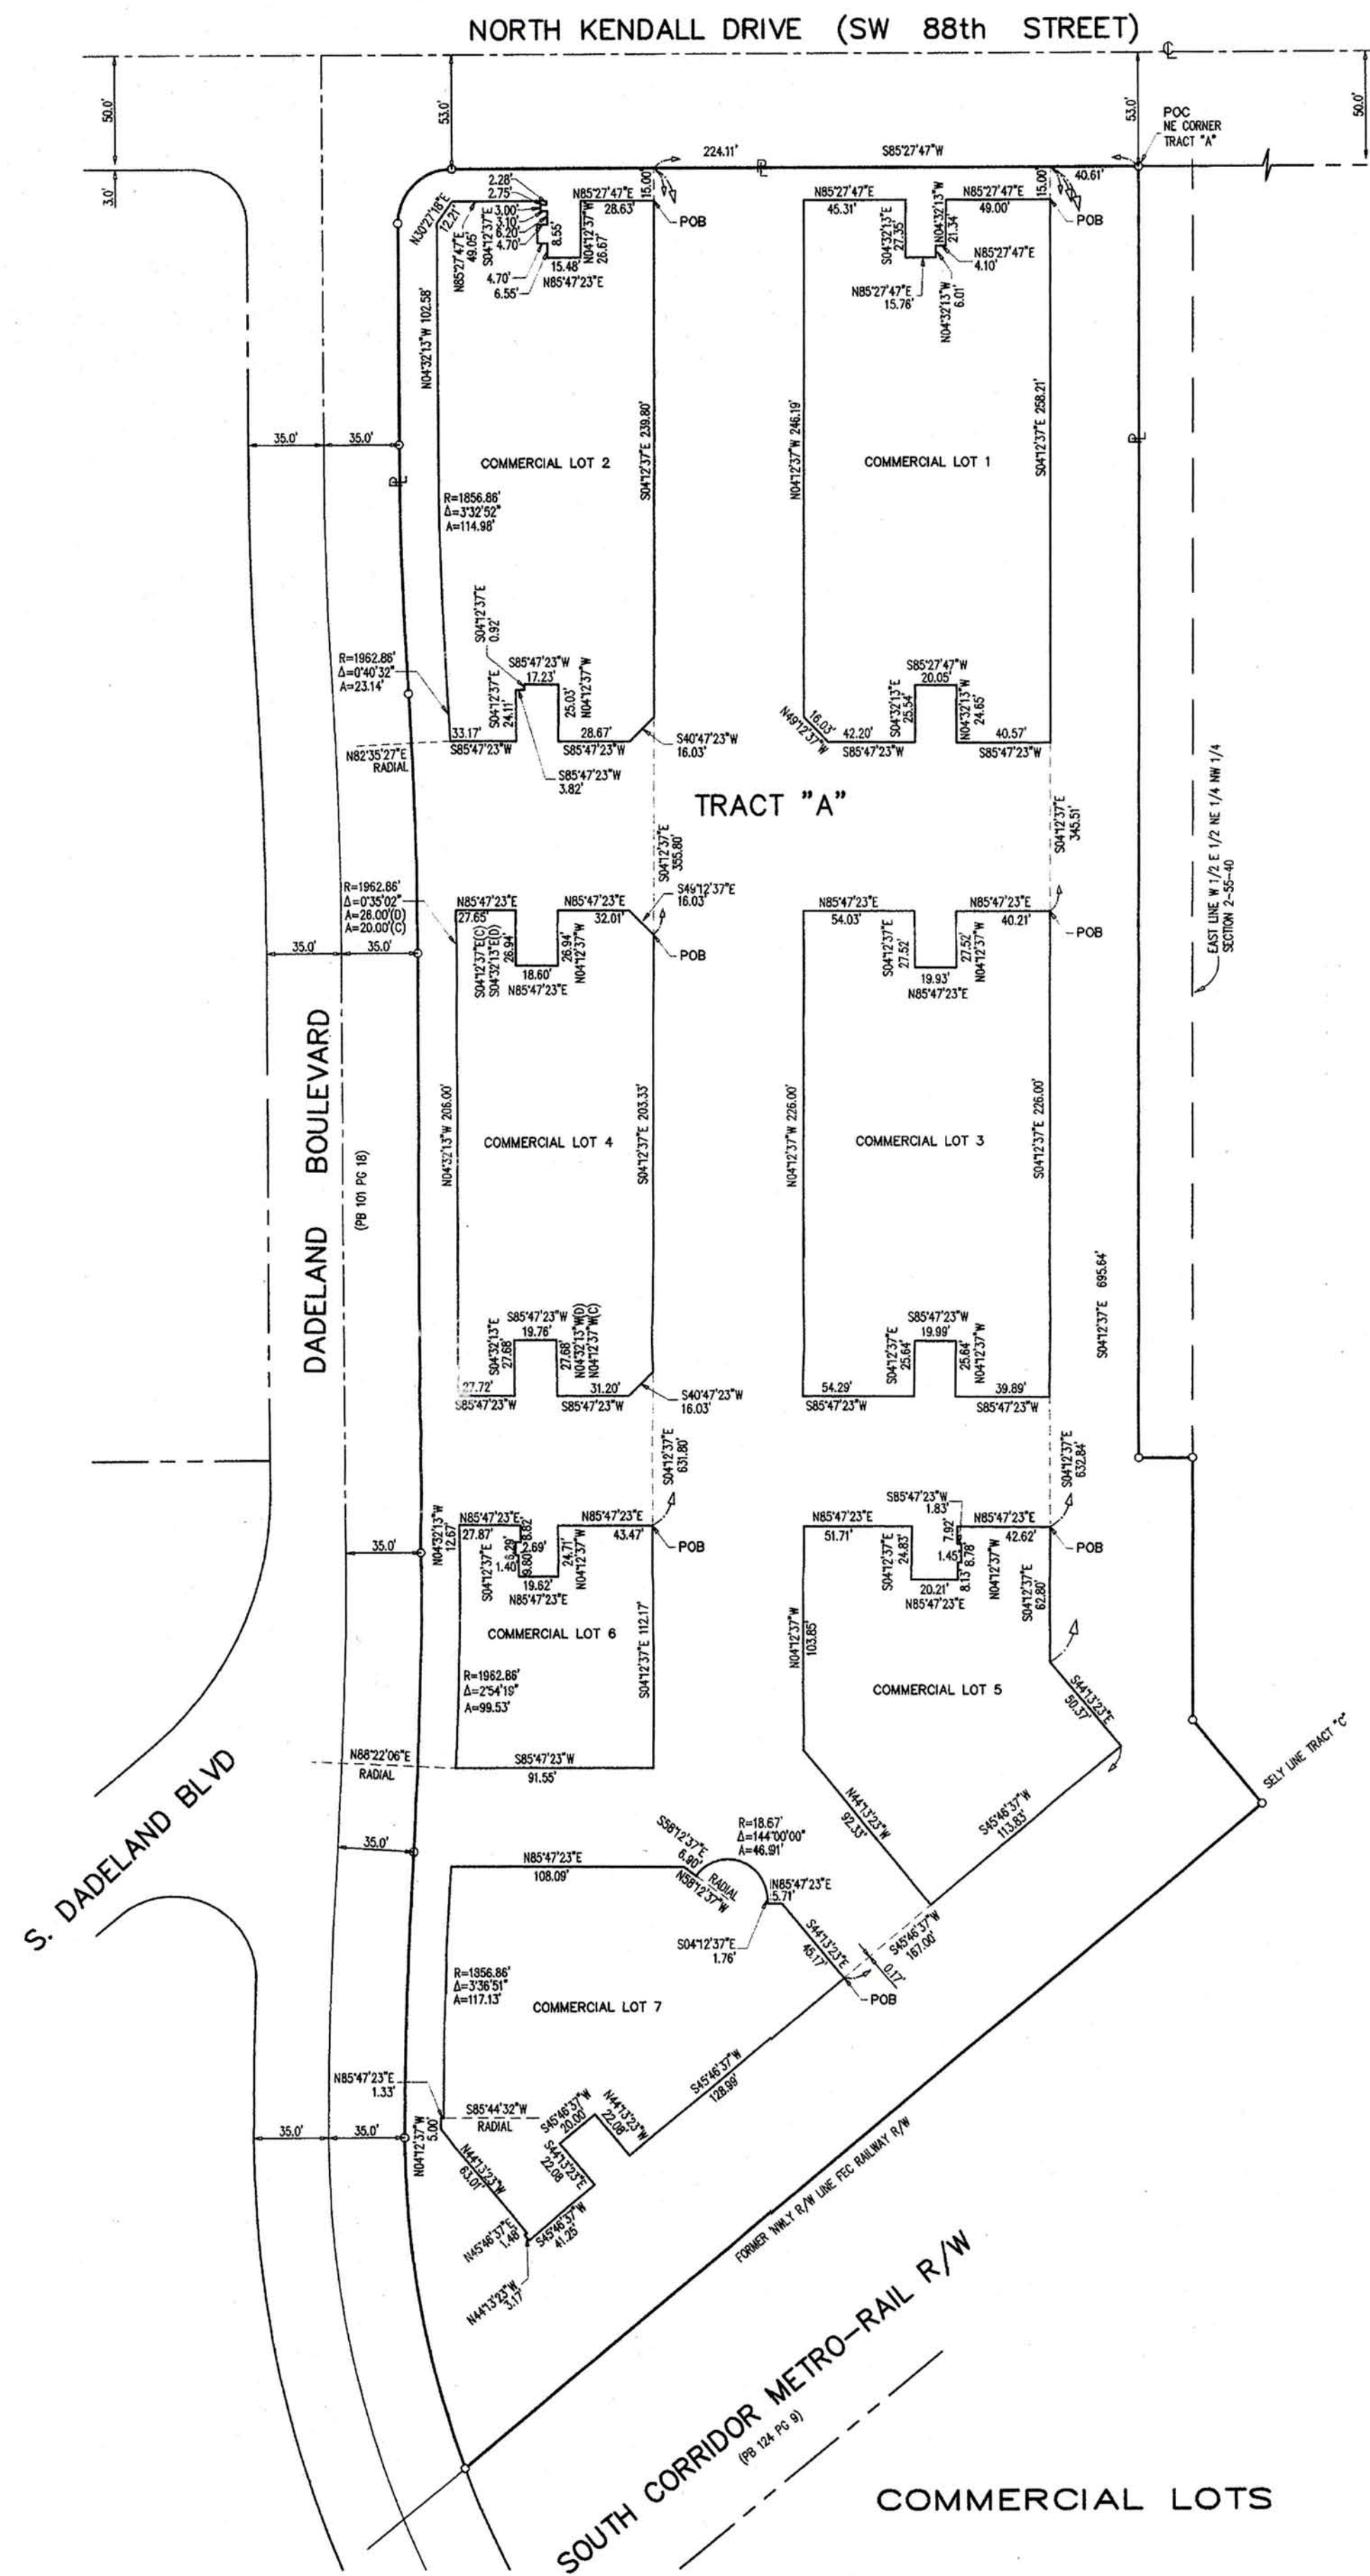 NORTH KENDALL DRIVE (SW 88th STREET)
50.0'
53.0'
53.0'
50.0'
3.0'
POC
NE CORNER
TRACT "A"
224.11'
S85°27'47"W
40.61'
15.00'
15.00'
POB
POB
N30°27'18"E
12.21'
N85°27'47"E
49.05'
S04°12'37"E
2.28'
2.75'
3.00'
3.10'
6.20'
4.70'
4.70'
6.55'
8.55'
15.48'
N85°47'23"E
N04°12'37"W
26.67'
N85°27'47"E
28.63'
N85°27'47"E
45.31'
S04°32'13"E
27.35'
N85°27'47"E
15.76'
N04°32'13"W
6.01'
N85°27'47"E
4.10'
N04°32'13"W
21.34'
N85°27'47"E
49.00'
N04°32'13"W 102.58'
35.0'
35.0'
COMMERCIAL LOT 2
R=1856.86'
Δ=3°32'52"
A=114.98'
S04°12'37"E 239.80'
N04°12'37"W 246.19'
COMMERCIAL LOT 1
S04°12'37"E 258.21'
S04°12'37"E
0.92'
R=1962.86'
Δ=0°40'32"
A=23.14'
S85°47'23"W
17.23'
S04°12'37"E
24.11'
25.03'
N04°12'37"W
33.17'
S85°47'23"W
28.67'
S85°47'23"W
S40°47'23"W
16.03'
S85°47'23"W
3.82'
N82°35'27"E
RADIAL
N49°12'37"W
16.03'
42.20'
S85°47'23"W
S04°32'13"E
25.54'
S85°27'47"W
20.05'
N04°32'13"W
24.65'
40.57'
S85°47'23"W
TRACT "A"
S04°12'37"E
355.80'
S04°12'37"E
345.51'
EAST LINE W 1/2 E 1/2 NE 1/4 NW 1/4
SECTION 2-55-40
R=1962.86'
Δ=0°35'02"
A=26.00'(D)
A=20.00'(C)
35.0'
35.0'
N85°47'23"E
27.65'
S04°12'37"E(C)
S04°32'13"E(D)
26.94'
18.60'
N85°47'23"E
26.94'
N04°12'37"W
N85°47'23"E
32.01'
S49°12'37"E
16.03'
POB
N85°47'23"E
54.03'
S04°12'37"E
27.52'
19.93'
N85°47'23"E
27.52'
N04°12'37"W
N85°47'23"E
40.21'
POB
DADELAND BOULEVARD
(PB 101 PG 18)
N04°32'13"W 206.00'
COMMERCIAL LOT 4
S04°12'37"E 203.33'
N04°12'37"W 226.00'
COMMERCIAL LOT 3
S04°12'37"E 226.00'
S04°12'37"E 695.64'
S04°32'13"E
27.68'
S85°47'23"W
19.76'
27.68'
N04°32'13"W(D)
N04°12'37"W(C)
27.72'
S85°47'23"W
31.20'
S85°47'23"W
S40°47'23"W
16.03'
54.29'
S85°47'23"W
S04°12'37"E
25.64'
S85°47'23"W
19.99'
25.64'
N04°12'37"W
39.89'
S85°47'23"W
S04°12'37"E
631.80'
S04°12'37"E
632.84'
35.0'
N04°32'13"W
12.67'
N85°47'23"E
27.87'
S04°12'37"E
8.82'
2.69'
1.40'
9.80'
19.62'
N85°47'23"E
24.71'
N04°12'37"W
N85°47'23"E
43.47'
POB
COMMERCIAL LOT 6
R=1962.86'
Δ=2°54'19"
A=99.53'
S04°12'37"E 112.17'
S85°47'23"W
91.55'
N88°22'06"E
RADIAL
N85°47'23"E
51.71'
S04°12'37"E
24.83'
20.21'
N85°47'23"E
S85°47'23"W
1.83'
7.92'
1.45'
8.78'
8.13'
N04°12'37"W
N85°47'23"E
42.62'
POB
S04°12'37"E
62.80'
N04°12'37"W
103.85'
COMMERCIAL LOT 5
S44°13'23"E
50.37'
N44°13'23"W
92.33'
S45°46'37"W
113.83'
SELY LINE TRACT "C"
S. DADELAND BLVD
35.0'
N85°47'23"E
108.09'
S58°12'37"E
6.90'
N58°12'37"W
RADIAL
R=18.67'
Δ=144°00'00"
A=46.91'
N85°47'23"E
5.71'
S04°12'37"E
1.76'
S44°13'23"E
45.17'
S45°46'37"W
167.00'
0.17'
POB
R=1856.86'
Δ=3°36'51"
A=117.13'
COMMERCIAL LOT 7
N85°47'23"E
1.33'
S85°44'32"W
RADIAL
N04°12'37"W
5.00'
35.0'
35.0'
N44°13'23"W
63.01'
S45°46'37"W
20.00'
S44°13'23"E
22.08
N44°13'23"W
22.08'
S45°46'37"W
128.99'
N45°46'37"E
1.48'
S45°46'37"W
41.25'
N44°13'23"W
3.17'
FORMER NWLY R/W LINE FEC RAILWAY R/W
SOUTH CORRIDOR METRO-RAIL R/W
(PB 124 PG 9)
COMMERCIAL LOTS